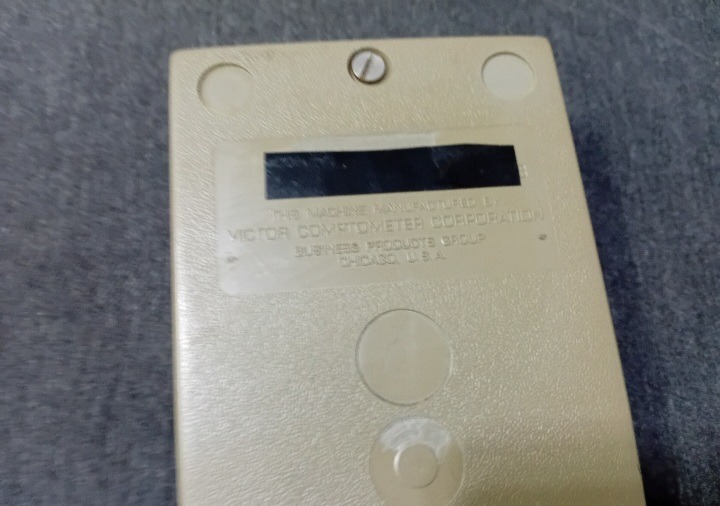 THIS MACHINE MANUFACTURED BY
VICTOR COMPTOMETER CORPORATION
BUSINESS PRODUCTS GROUP
CHICAGO, U.S.A.